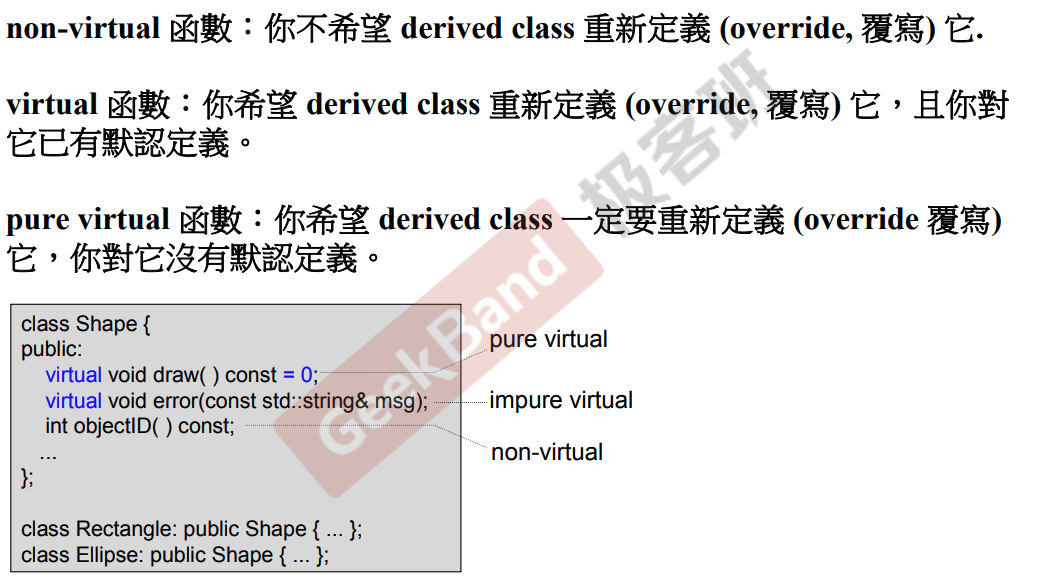 non-virtual 函數：你不希望 derived class 重新定義 (override, 覆寫) 它.
virtual 函數：你希望 derived class 重新定義 (override, 覆寫) 它，且你對
它已有默認定義。
pure virtual 函數：你希望 derived class 一定要重新定義 (override 覆寫)
它，你對它沒有默認定義。
class Shape {
public:
virtual void draw( ) const = 0;
pure virtual
virtual void error(const std::string& msg);
impure virtual
int objectID( ) const;
non-virtual
...
};
class Rectangle: public Shape { ... };
class Ellipse: public Shape { ... };
GeekBand 极客班